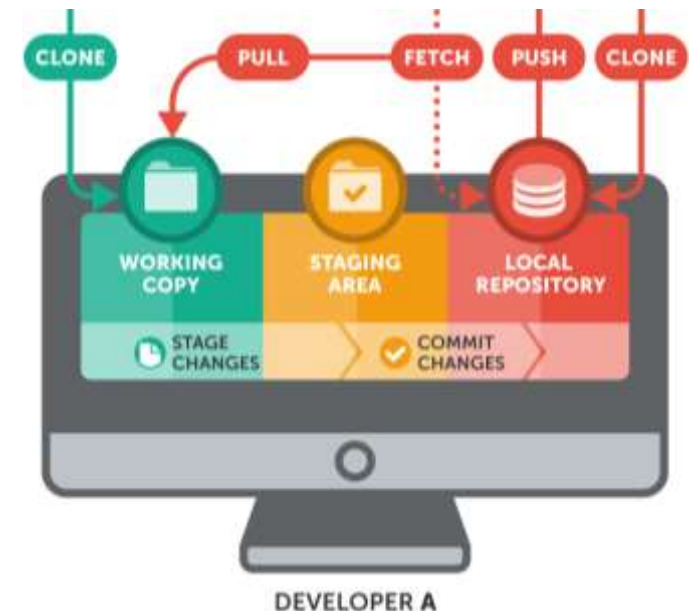 CLONE
PULL
FETCH
PUSH
CLONE
WORKING
COPY
STAGING
AREA
LOCAL
REPOSITORY
STAGE
CHANGES
COMMIT
CHANGES
DEVELOPER A